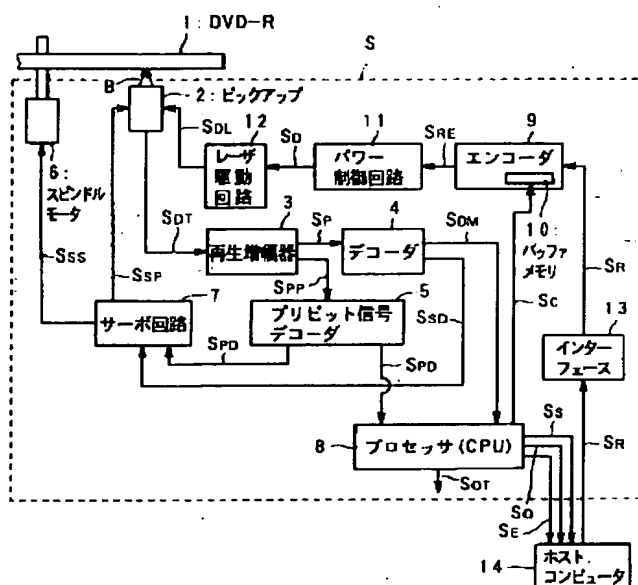 1:DVD-R
S
B
2:ピックアップ
SDL
12
レーザ
駆動
回路
SD
11
パワー
制御回路
SRE
9
エンコーダ
10:
バッファ
メモリ
6:
スピンドル
モータ
SDT
3
再生増幅器
SP
4
デコーダ
SDM
SPP
5
プリピット信号
デコーダ
SSD
SC
SR
13
インター
フェース
SSS
SSP
7
サーボ回路
SPD
SPD
8
プロセッサ(CPU)
SOT
SS
SO
SE
SR
14
ホスト
コンピュータ